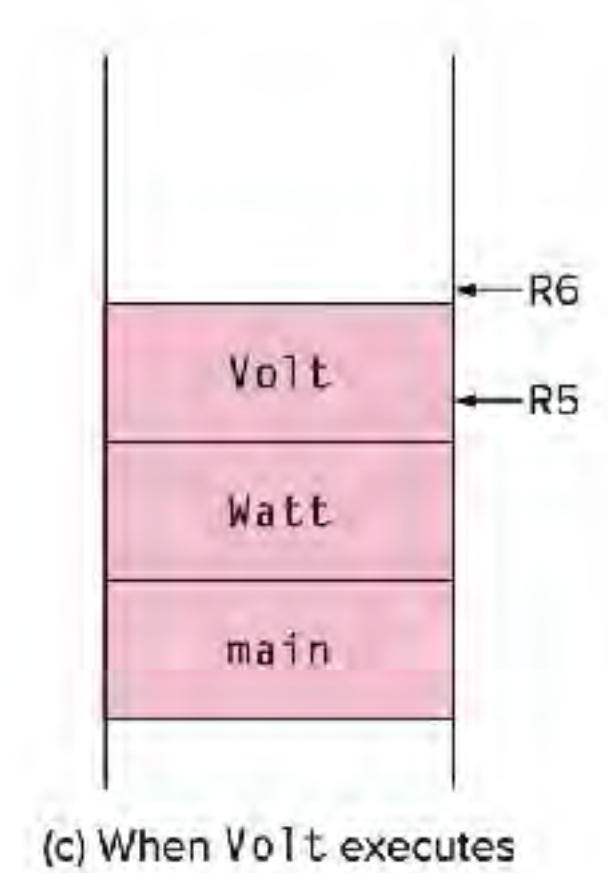 R6
Volt
R5
Watt
main
(c) When Volt executes